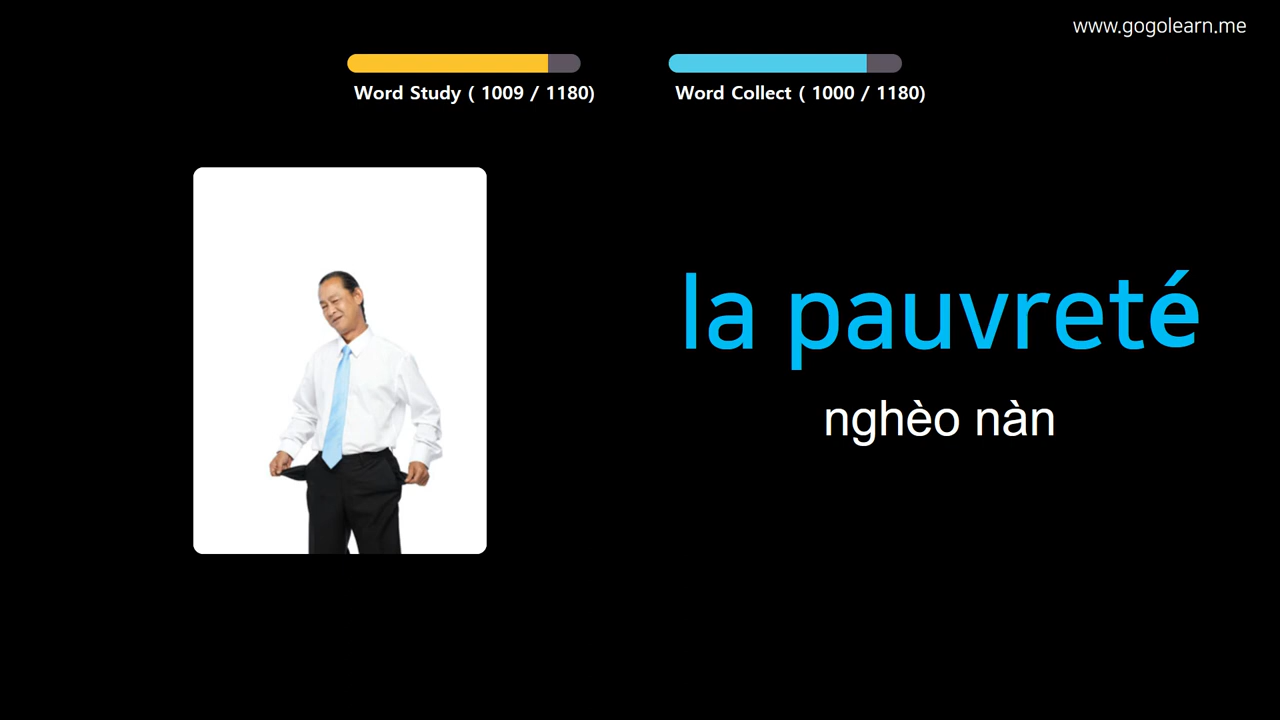 www.gogolearn.me
Word Study ( 1009 / 1180)
Word Collect ( 1000 / 1180)
la pauvreté
nghèo nàn